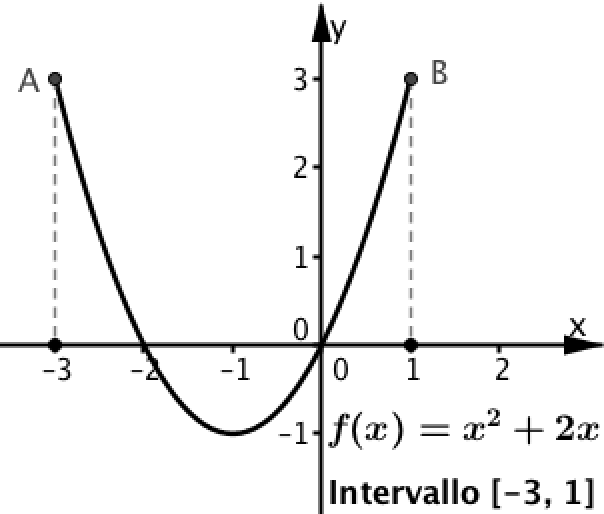 y
A
B
3
2
1
0
x
-3
-2
-1
0
1
2
-1
f(x) = x² + 2x
Intervallo [-3, 1]